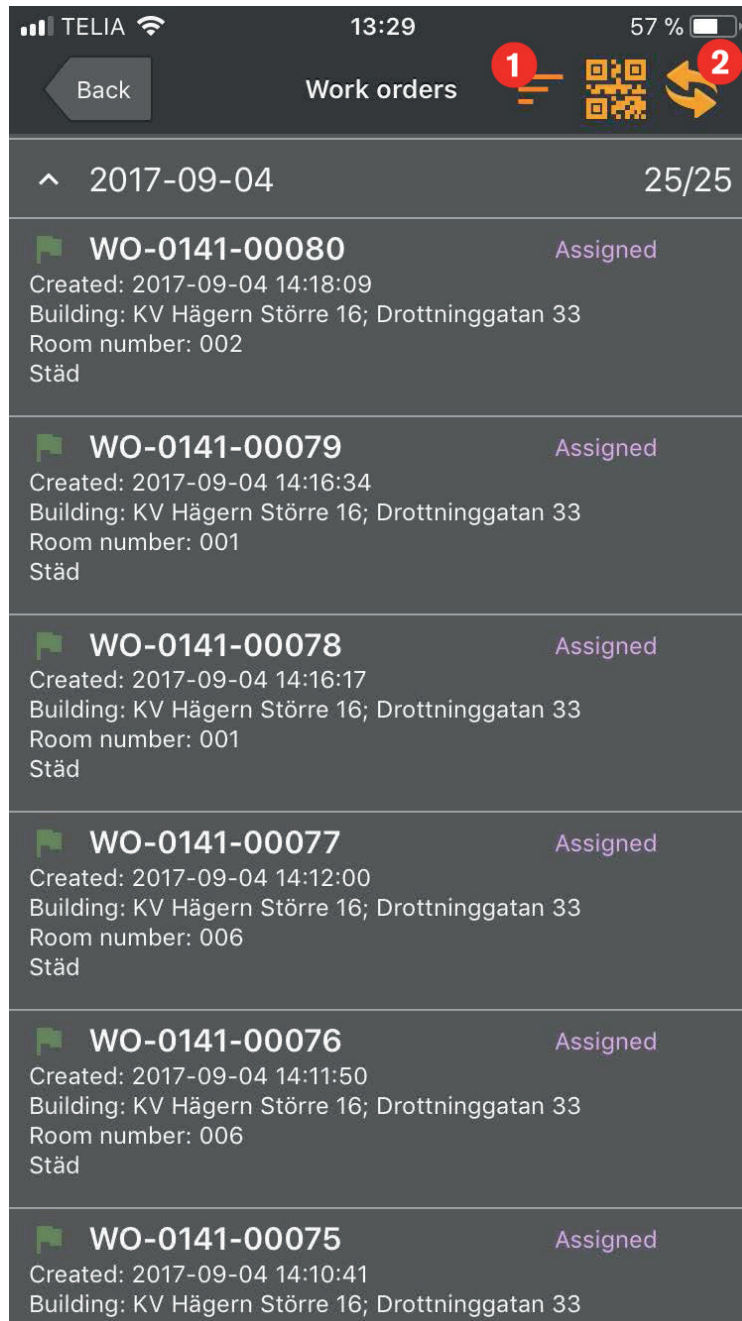 TELIA 13:29 57 %
Back Work orders 1 2
2017-09-04 25/25
WO-0141-00080 Assigned
Created: 2017-09-04 14:18:09
Building: KV Hägern Större 16; Drottninggatan 33
Room number: 002
Städ
WO-0141-00079 Assigned
Created: 2017-09-04 14:16:34
Building: KV Hägern Större 16; Drottninggatan 33
Room number: 001
Städ
WO-0141-00078 Assigned
Created: 2017-09-04 14:16:17
Building: KV Hägern Större 16; Drottninggatan 33
Room number: 001
Städ
WO-0141-00077 Assigned
Created: 2017-09-04 14:12:00
Building: KV Hägern Större 16; Drottninggatan 33
Room number: 006
Städ
WO-0141-00076 Assigned
Created: 2017-09-04 14:11:50
Building: KV Hägern Större 16; Drottninggatan 33
Room number: 006
Städ
WO-0141-00075 Assigned
Created: 2017-09-04 14:10:41
Building: KV Hägern Större 16; Drottninggatan 33